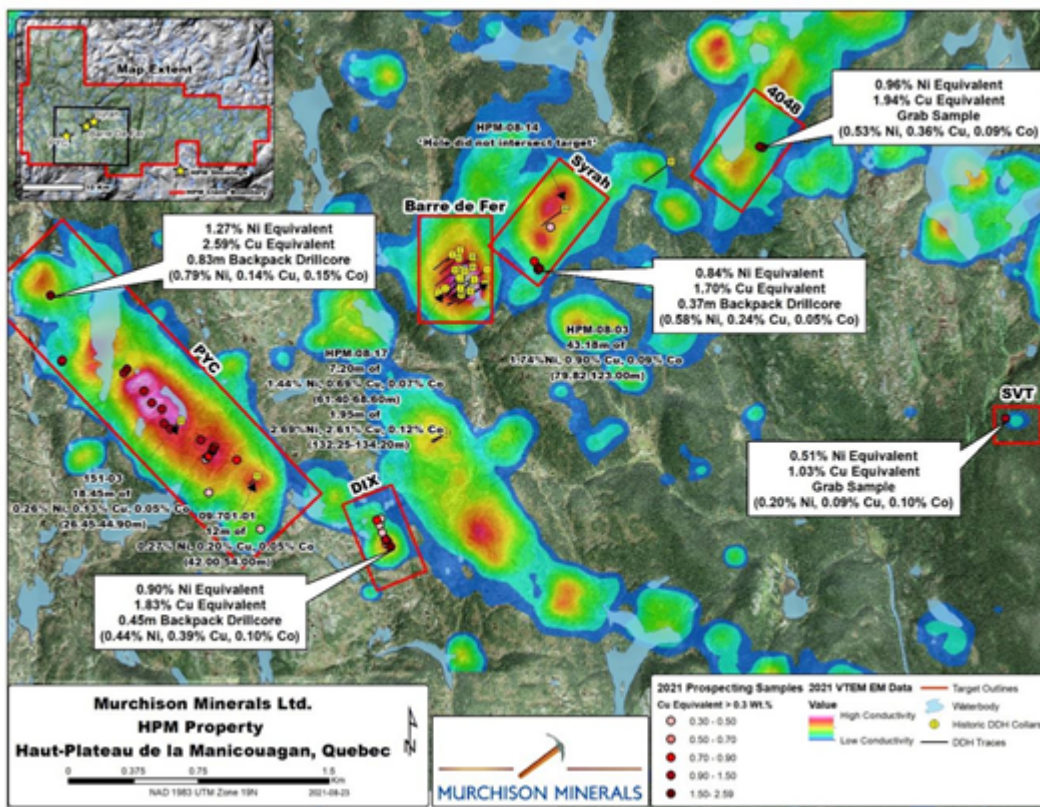 Map Extent
HPM-08-14
*Hole did not intersect target*
Syrah
Barre de Fer
4048
0.96% Ni Equivalent
1.94% Cu Equivalent
Grab Sample
(0.53% Ni, 0.36% Cu, 0.09% Co)
1.27% Ni Equivalent
2.59% Cu Equivalent
0.83m Backpack Drillcore
(0.79% Ni, 0.14% Cu, 0.15% Co)
0.84% Ni Equivalent
1.70% Cu Equivalent
0.37m Backpack Drillcore
(0.58% Ni, 0.24% Cu, 0.05% Co)
HPM-08-03
43.18m of
1.74% Ni, 0.90% Cu, 0.09% Co
(79.82-123.00m)
PYC
HPM-08-17
7.20m of
1.44% Ni, 0.69% Cu, 0.07% Co
(61.40-68.60m)
1.95m of
2.69% Ni, 2.61% Cu, 0.12% Co
(132.25-134.20m)
SVT
0.51% Ni Equivalent
1.03% Cu Equivalent
Grab Sample
(0.20% Ni, 0.09% Cu, 0.10% Co)
151-03
18.45m of
0.26% Ni, 0.13% Cu, 0.05% Co
(26.45-44.90m)
09-701-01
12m of
0.27% Ni, 0.20% Cu, 0.05% Co
(42.00-54.00m)
DIX
0.90% Ni Equivalent
1.83% Cu Equivalent
0.45m Backpack Drillcore
(0.44% Ni, 0.39% Cu, 0.10% Co)
Murchison Minerals Ltd.
HPM Property
Haut-Plateau de la Manicouagan, Quebec
0 0.375 0.75 1.5
Km
NAD 1983 UTM Zone 19N 2021-08-23
N
MURCHISON MINERALS
2021 Prospecting Samples
Cu Equivalent > 0.3 Wt.%
0.30 - 0.50
0.50 - 0.70
0.70 - 0.90
0.90 - 1.50
1.50- 2.59
2021 VTEM EM Data
Value
High Conductivity
Low Conductivity
Target Outlines
Waterbody
Historic DDH Collars
DDH Traces